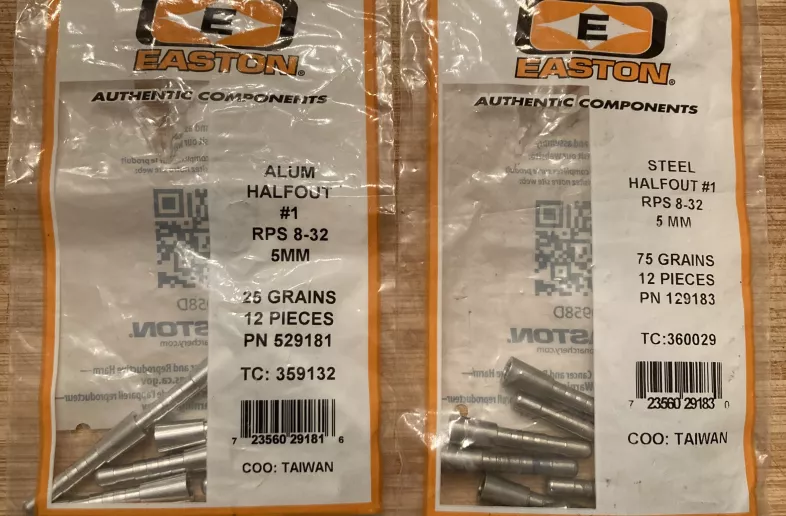 E
EASTON®
AUTHENTIC COMPONENTS
ALUM
HALFOUT
#1
RPS 8-32
5MM
25 GRAINS
12 PIECES
PN 529181
TC: 359132
7 23560 29181 6
COO: TAIWAN
E
EASTON®
AUTHENTIC COMPONENTS
STEEL
HALFOUT #1
RPS 8-32
5 MM
75 GRAINS
12 PIECES
PN 129183
TC:360029
7 23560 29183 0
COO: TAIWAN